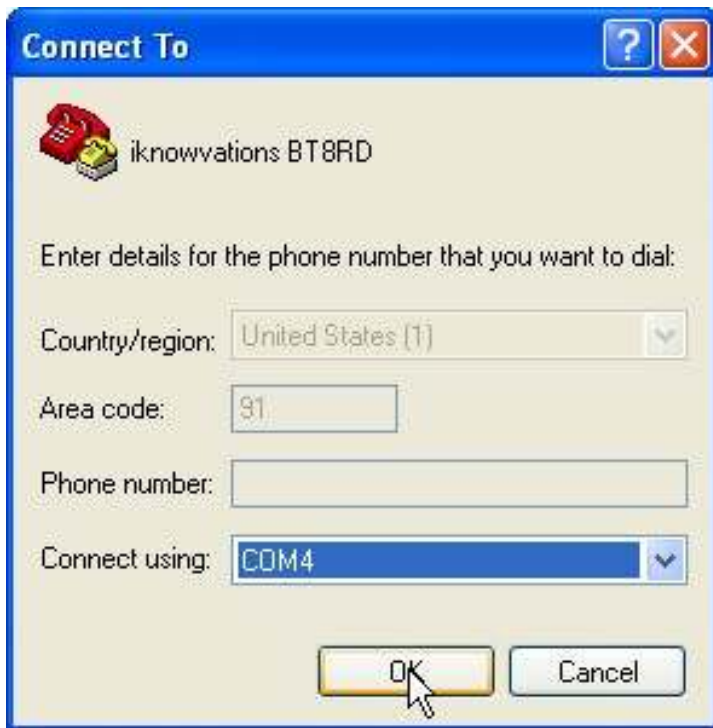 Connect To
?
iknowvations BT8RD
Enter details for the phone number that you want to dial:
Country/region: United States (1)
Area code: 91
Phone number:
Connect using: COM4
OK Cancel